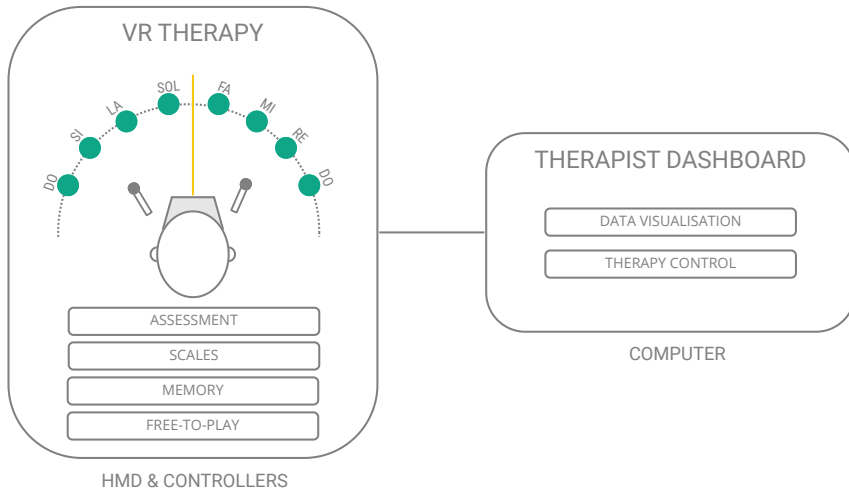 VR THERAPY
DO
SI
LA
SOL
FA
MI
RE
DO
ASSESSMENT
SCALES
MEMORY
FREE-TO-PLAY
HMD & CONTROLLERS
THERAPIST DASHBOARD
DATA VISUALISATION
THERAPY CONTROL
COMPUTER